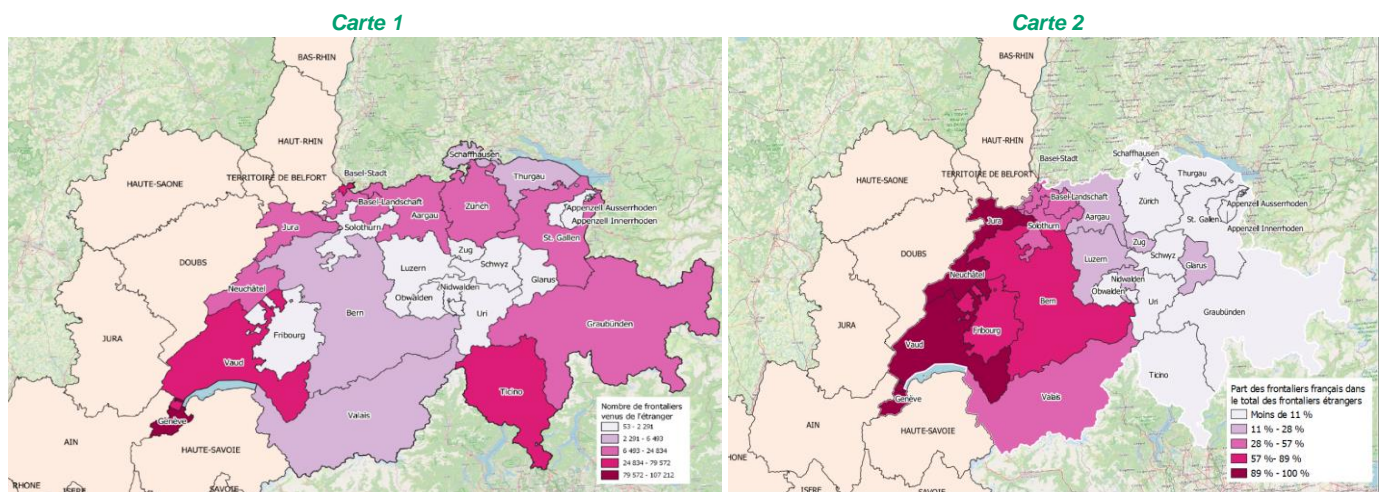 Carte 1
BAS-RHIN
HAUT-RHIN
HAUTE-SAONE
TERRITOIRE DE BELFORT
DOUBS
JURA
AIN
RHONE
ISERE
SAVOIE
HAUTE-SAVOIE
Schaffhausen
Thurgau
Basel-Stadt
Basel-Landschaft
Zürich
Appenzell Ausserrhoden
Appenzell Innerrhoden
Aargau
Jura
Solothurn
St. Gallen
Zug
Luzern
Schwyz
Glarus
Neuchâtel
Nidwalden
Obwalden
Uri
Bern
Graubünden
Fribourg
Vaud
Ticino
Valais
Genève
Nombre de frontaliers
venus de l'étranger
53 - 2 291
2 291 - 6 493
6 493 - 24 834
24 834 - 79 572
79 572 - 107 212
Carte 2
BAS-RHIN
HAUT-RHIN
HAUTE-SAONE
TERRITOIRE DE BELFORT
DOUBS
JURA
AIN
RHONE
ISERE
SAVOIE
HAUTE-SAVOIE
Schaffhausen
Basel-Stadt
Thurgau
Basel-Landschaft
Zürich
Appenzell Ausserrhoden
Jura
Aargau
St. Gallen
Appenzell Innerrhoden
Solothurn
Zug
Luzern
Schwyz
Glarus
Neuchâtel
Nidwalden
Obwalden
Uri
Bern
Graubünden
Fribourg
Vaud
Ticino
Valais
Genève
Part des frontaliers français dans
le total des frontaliers étrangers
Moins de 11 %
11 % - 28 %
28 % - 57 %
57 %- 89 %
89 % - 100 %